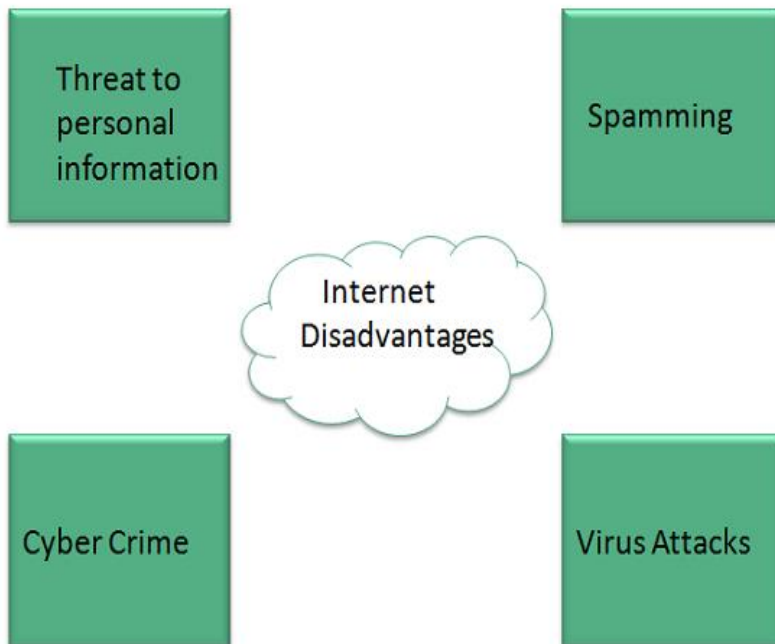 Threat to
personal
information
Spamming
Internet
Disadvantages
Cyber Crime
Virus Attacks